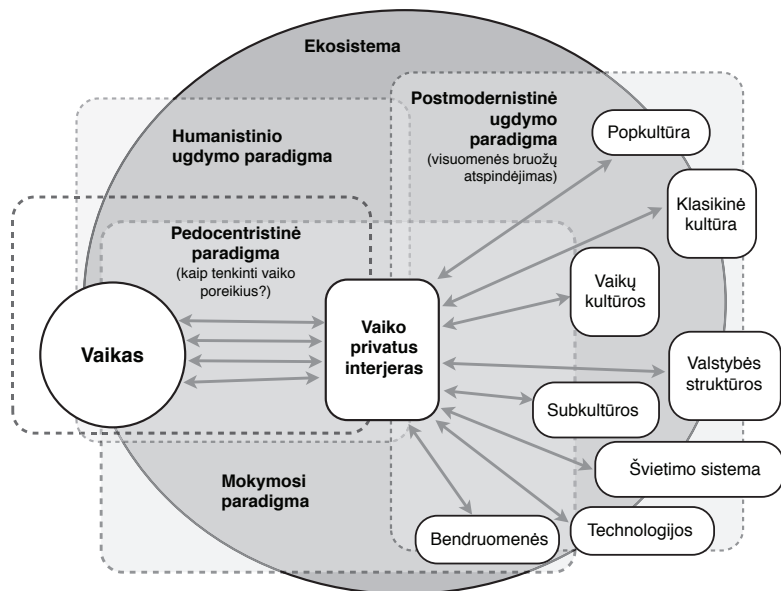 Ekosistema
Postmodernistinė
ugdymo
paradigma
(visuomenės bruožų
atspindėjimas)
Humanistinio
ugdymo paradigma
Popkultūra
Klasikinė
kultūra
Pedocentristinė
paradigma
(kaip tenkinti vaiko
poreikius?)
Vaikų
kultūros
Vaikas
Vaiko
privatus
interjeras
Valstybės
struktūros
Subkultūros
Švietimo sistema
Mokymosi
paradigma
Bendruomenės
Technologijos